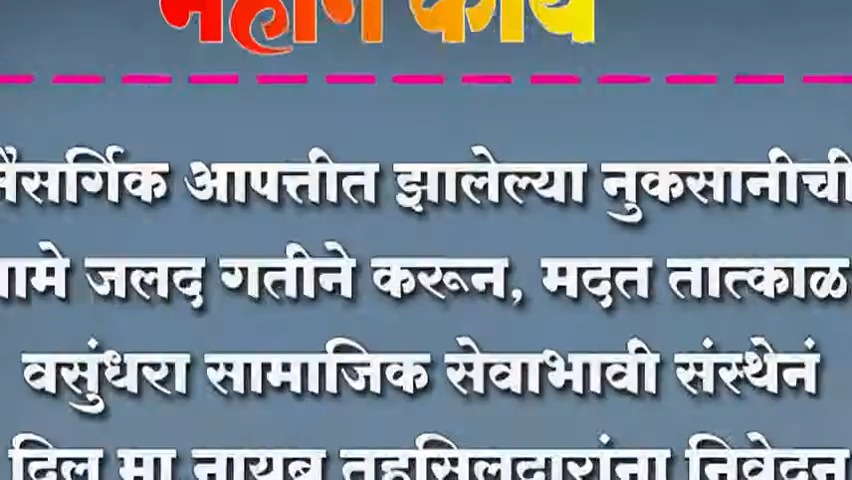 महान कार्य
नैसर्गिक आपत्तीत झालेल्या नुकसानीची
जलद गतीने करून, मदत तात्काळ
वसुंधरा सामाजिक सेवाभावी संस्थेनं
दिलं मा नायब तहसिलदारांना निवेदन